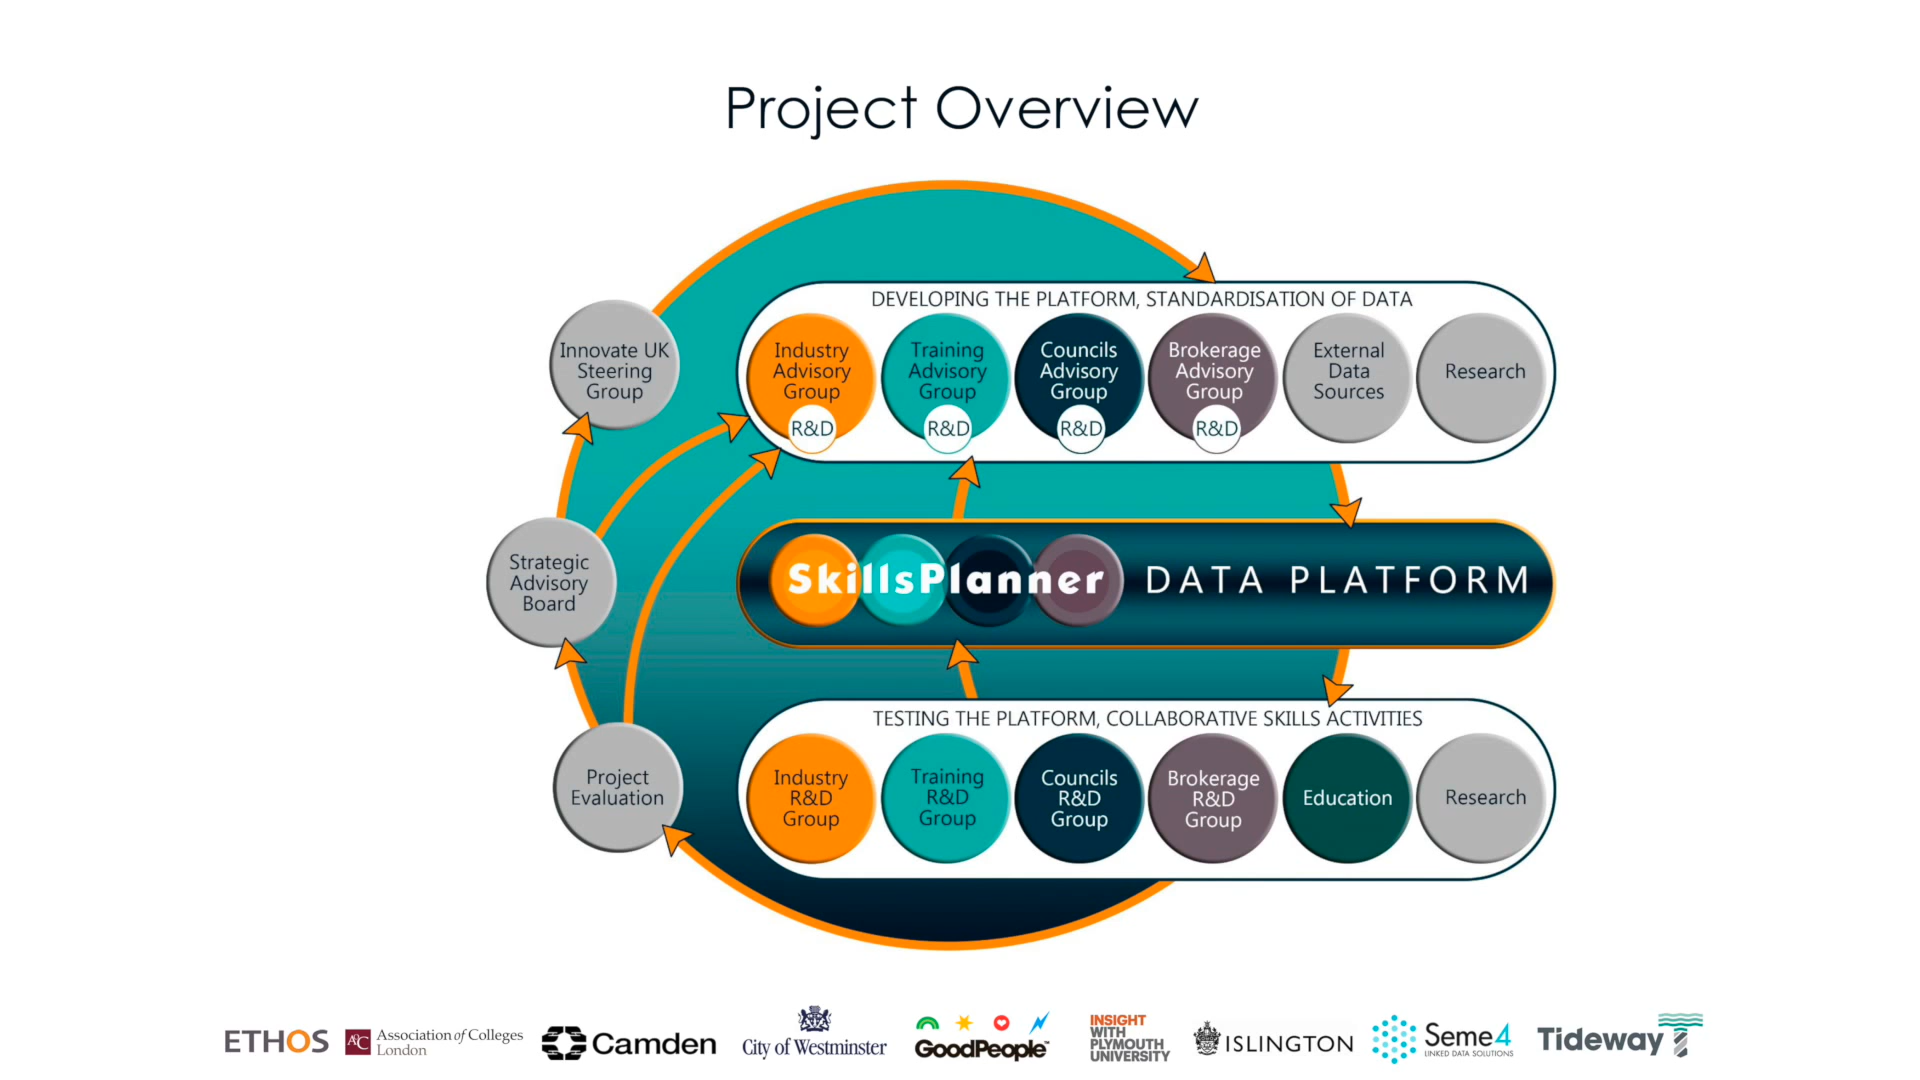 Project Overview
DEVELOPING THE PLATFORM, STANDARDISATION OF DATA
Innovate UK
Steering
Group
Industry
Advisory
Group
R&D
Training
Advisory
Group
R&D
Councils
Advisory
Group
R&D
Brokerage
Advisory
Group
R&D
External
Data
Sources
Research
Strategic
Advisory
Board
SkillsPlanner DATA PLATFORM
TESTING THE PLATFORM, COLLABORATIVE SKILLS ACTIVITIES
Project
Evaluation
Industry
R&D
Group
Training
R&D
Group
Councils
R&D
Group
Brokerage
R&D
Group
Education
Research
ETHOS
AoC
Association of Colleges
London
Camden
City of Westminster
GoodPeople
INSIGHT
WITH
PLYMOUTH
UNIVERSITY
ISLINGTON
Seme4
LINKED DATA SOLUTIONS
Tideway